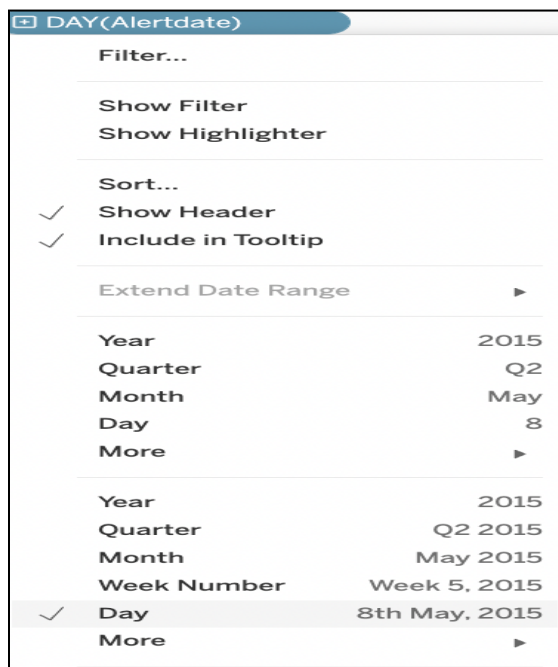 DAY(Alertdate)
Filter...
Show Filter
Show Highlighter
Sort...
Show Header
Include in Tooltip
Extend Date Range
Year 2015
Quarter Q2
Month May
Day 8
More
Year 2015
Quarter Q2 2015
Month May 2015
Week Number Week 5, 2015
Day 8th May, 2015
More